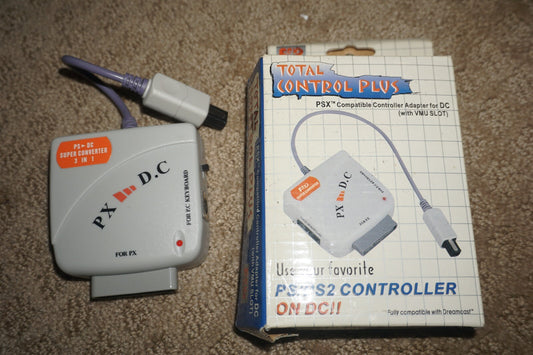 PS ▸ DC
SUPER CONVERTER
3 IN 1
PX D.C
FOR P.C KEYBOARD
FOR PX
TOTAL
CONTROL PLUS
PSX™ Compatible Controller Adapter for DC
(with VMU SLOT)
PX D.C
Use your favorite
PS/PS2 CONTROLLER
ON DC!!
Fully compatible with Dreamcast™